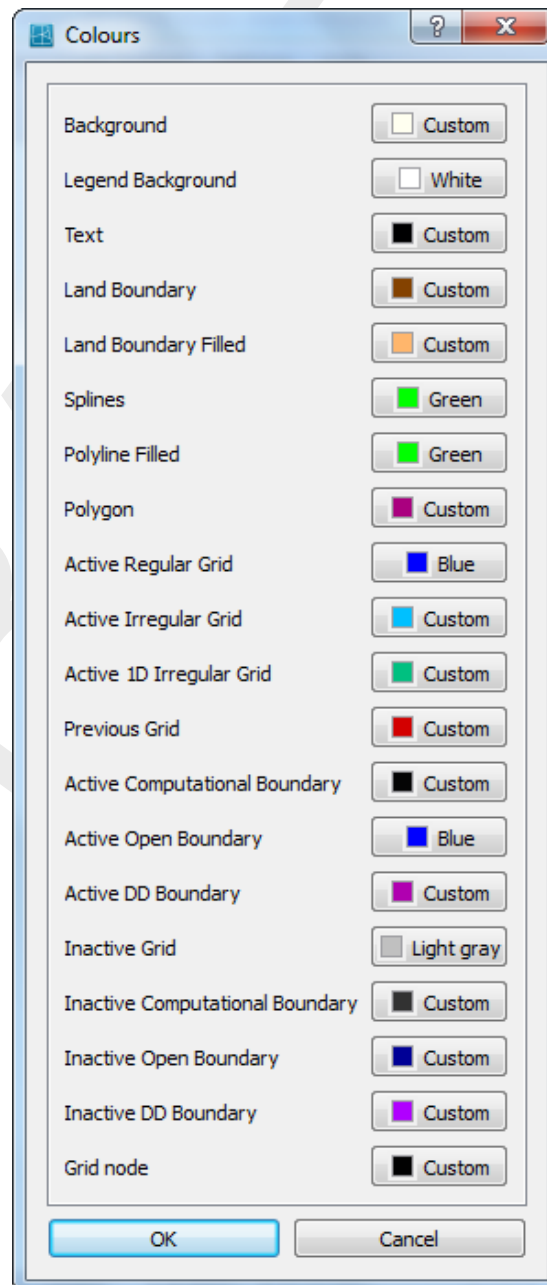 Colours
Background Custom
Legend Background White
Text Custom
Land Boundary Custom
Land Boundary Filled Custom
Splines Green
Polyline Filled Green
Polygon Custom
Active Regular Grid Blue
Active Irregular Grid Custom
Active 1D Irregular Grid Custom
Previous Grid Custom
Active Computational Boundary Custom
Active Open Boundary Blue
Active DD Boundary Custom
Inactive Grid Light gray
Inactive Computational Boundary Custom
Inactive Open Boundary Custom
Inactive DD Boundary Custom
Grid node Custom
OK Cancel